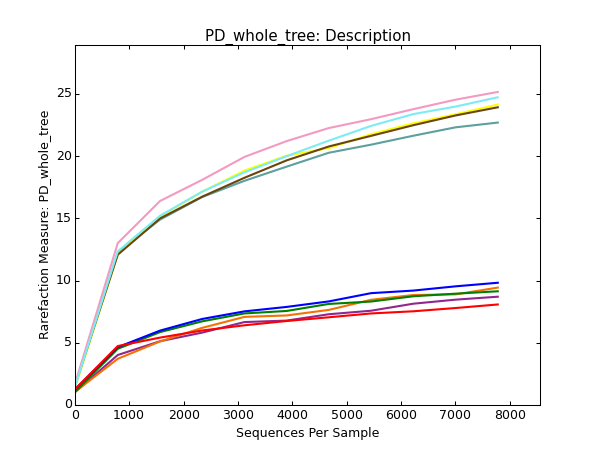 PD_whole_tree: Description
Rarefaction Measure: PD_whole_tree
25
20
15
10
5
0
0 1000 2000 3000 4000 5000 6000 7000 8000
Sequences Per Sample